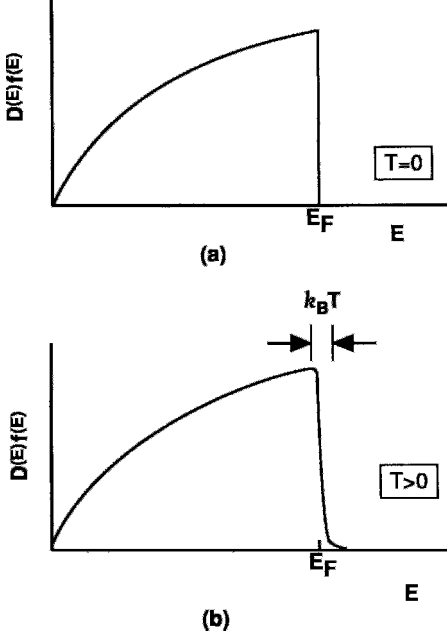 D(E)f(E)
T=0
E_F
E
(a)
k_BT
D(E)f(E)
T>0
E_F
E
(b)